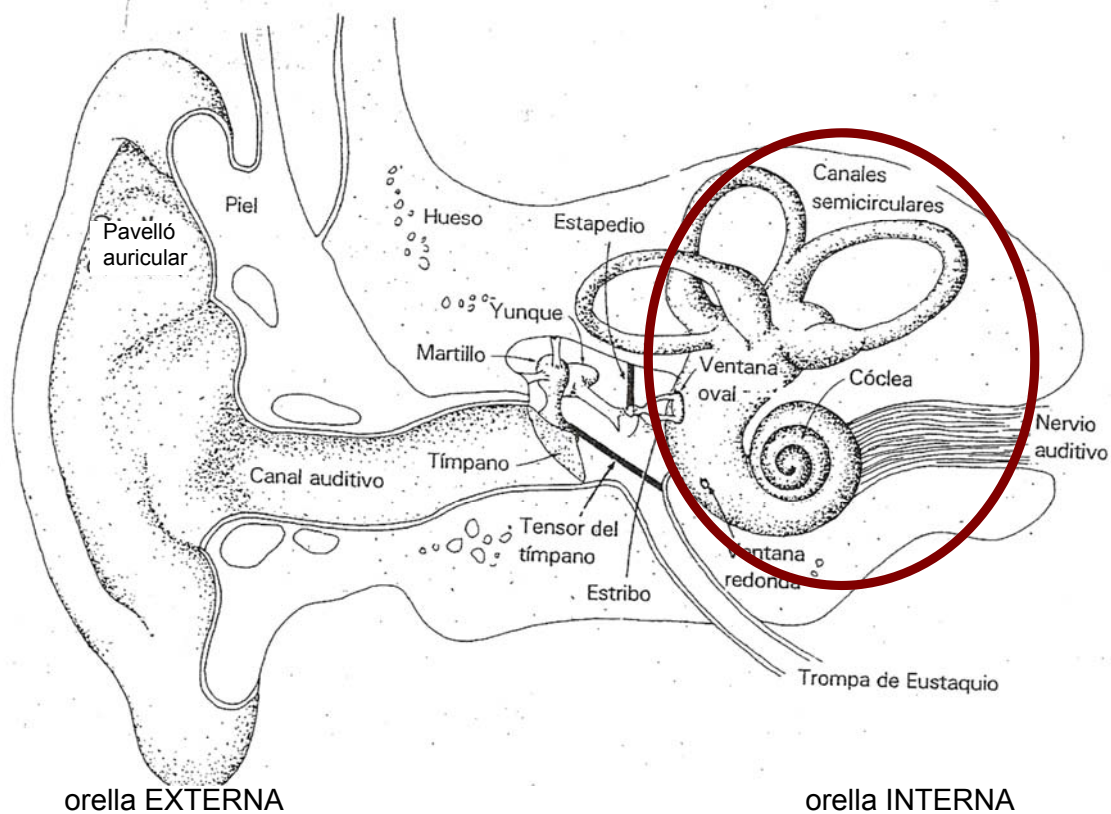 Canales
semicirculares
Piel
Hueso
Estapedio
Pavelló
auricular
Yunque
Martillo
Ventana
oval
Cóclea
Nervio
auditivo
Tímpano
Canal auditivo
Tensor del
tímpano
Ventana
redonda
Estribo
Trompa de Eustaquio
orella EXTERNA
orella INTERNA